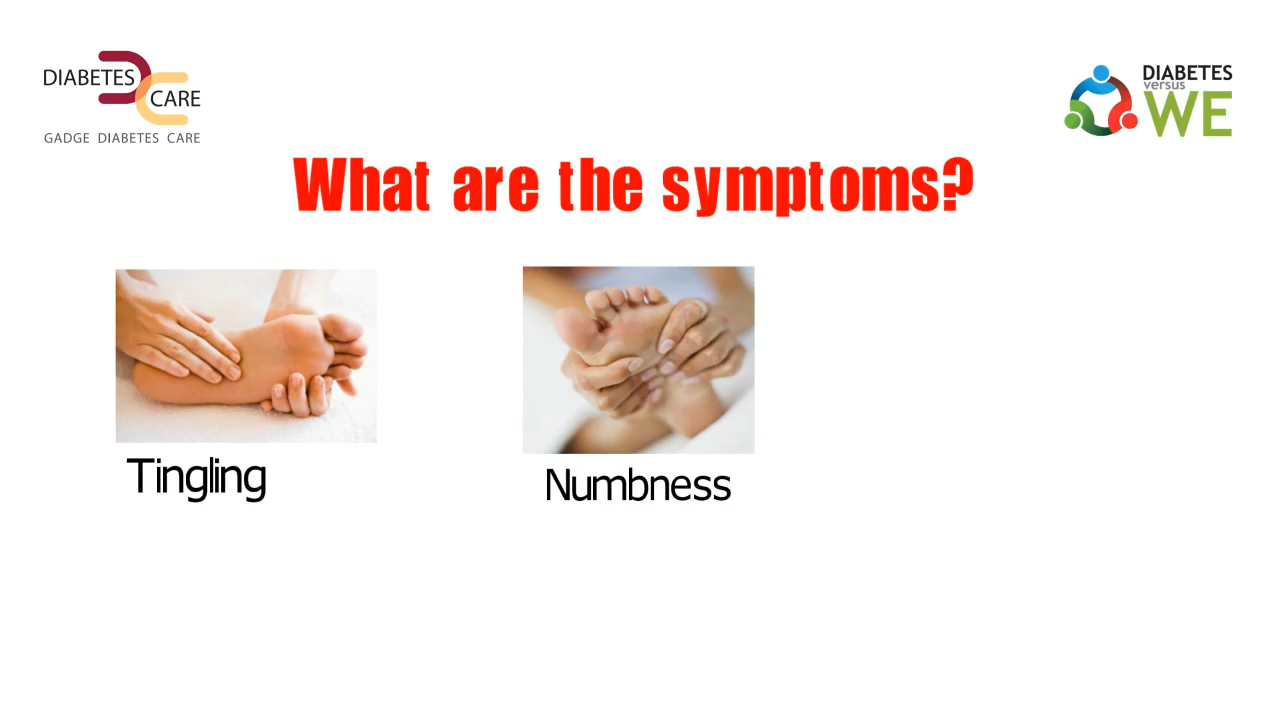 DIABETES
CARE
GADGE DIABETES CARE
DIABETES
versus
WE
What are the symptoms?
Tingling
Numbness